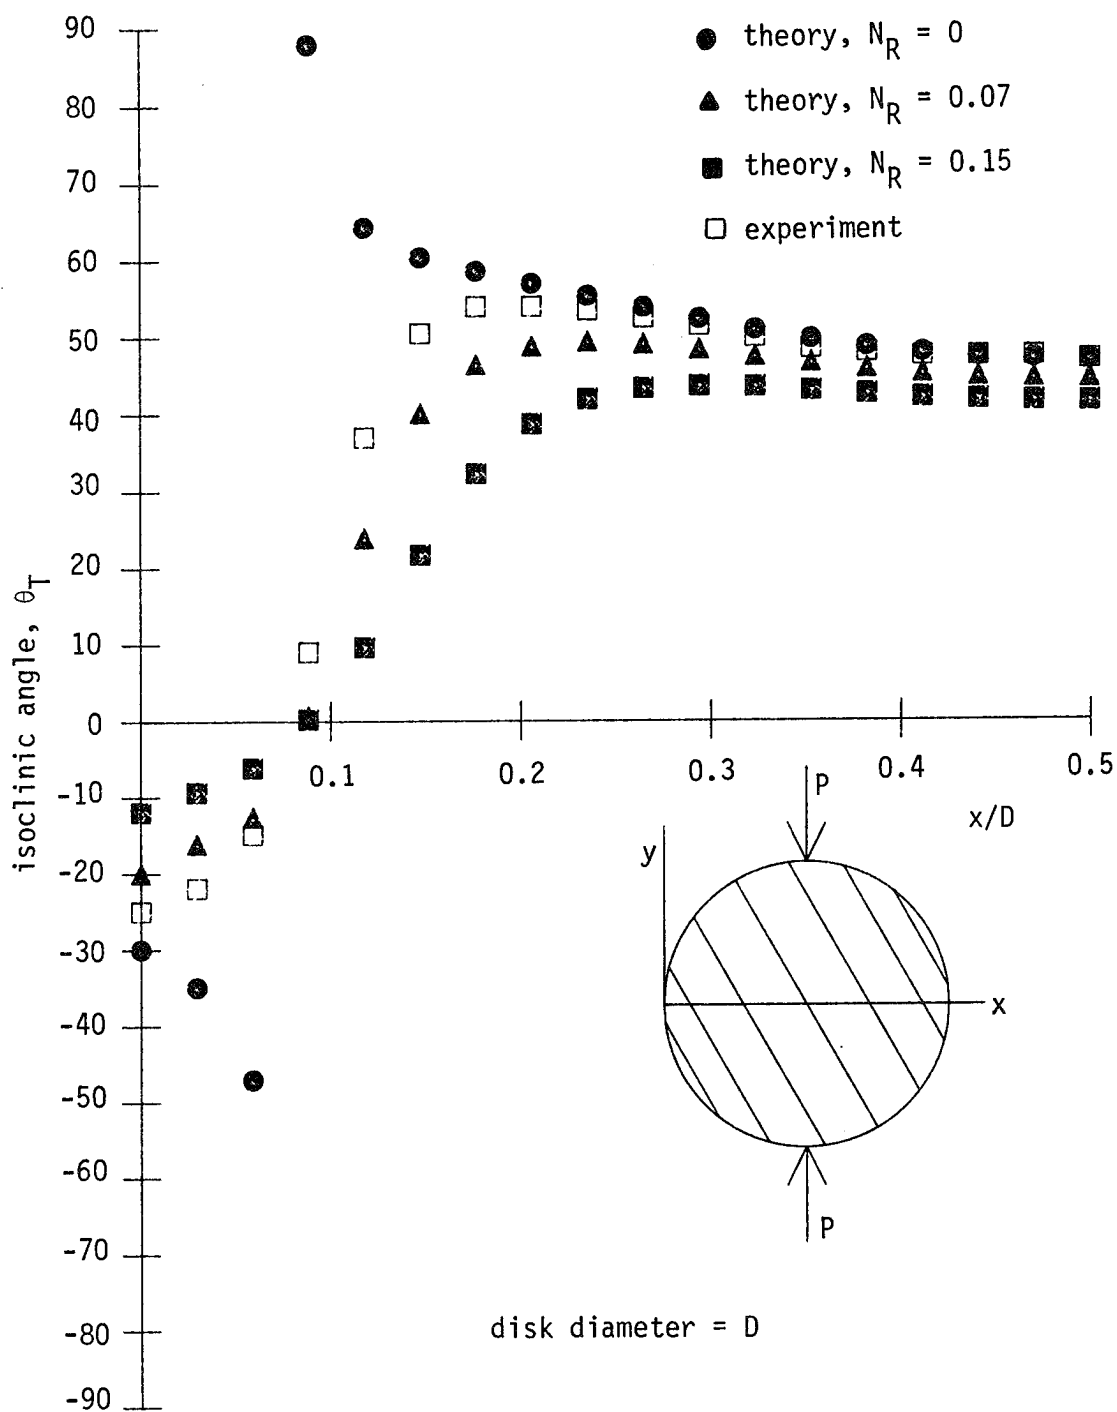 90
80
70
60
50
40
30
20
10
0
-10
-20
-30
-40
-50
-60
-70
-80
-90
isoclinic angle, θT
theory, NR = 0
theory, NR = 0.07
theory, NR = 0.15
experiment
0.1 0.2 0.3 0.4 0.5
x/D
P
y
x
P
disk diameter = D